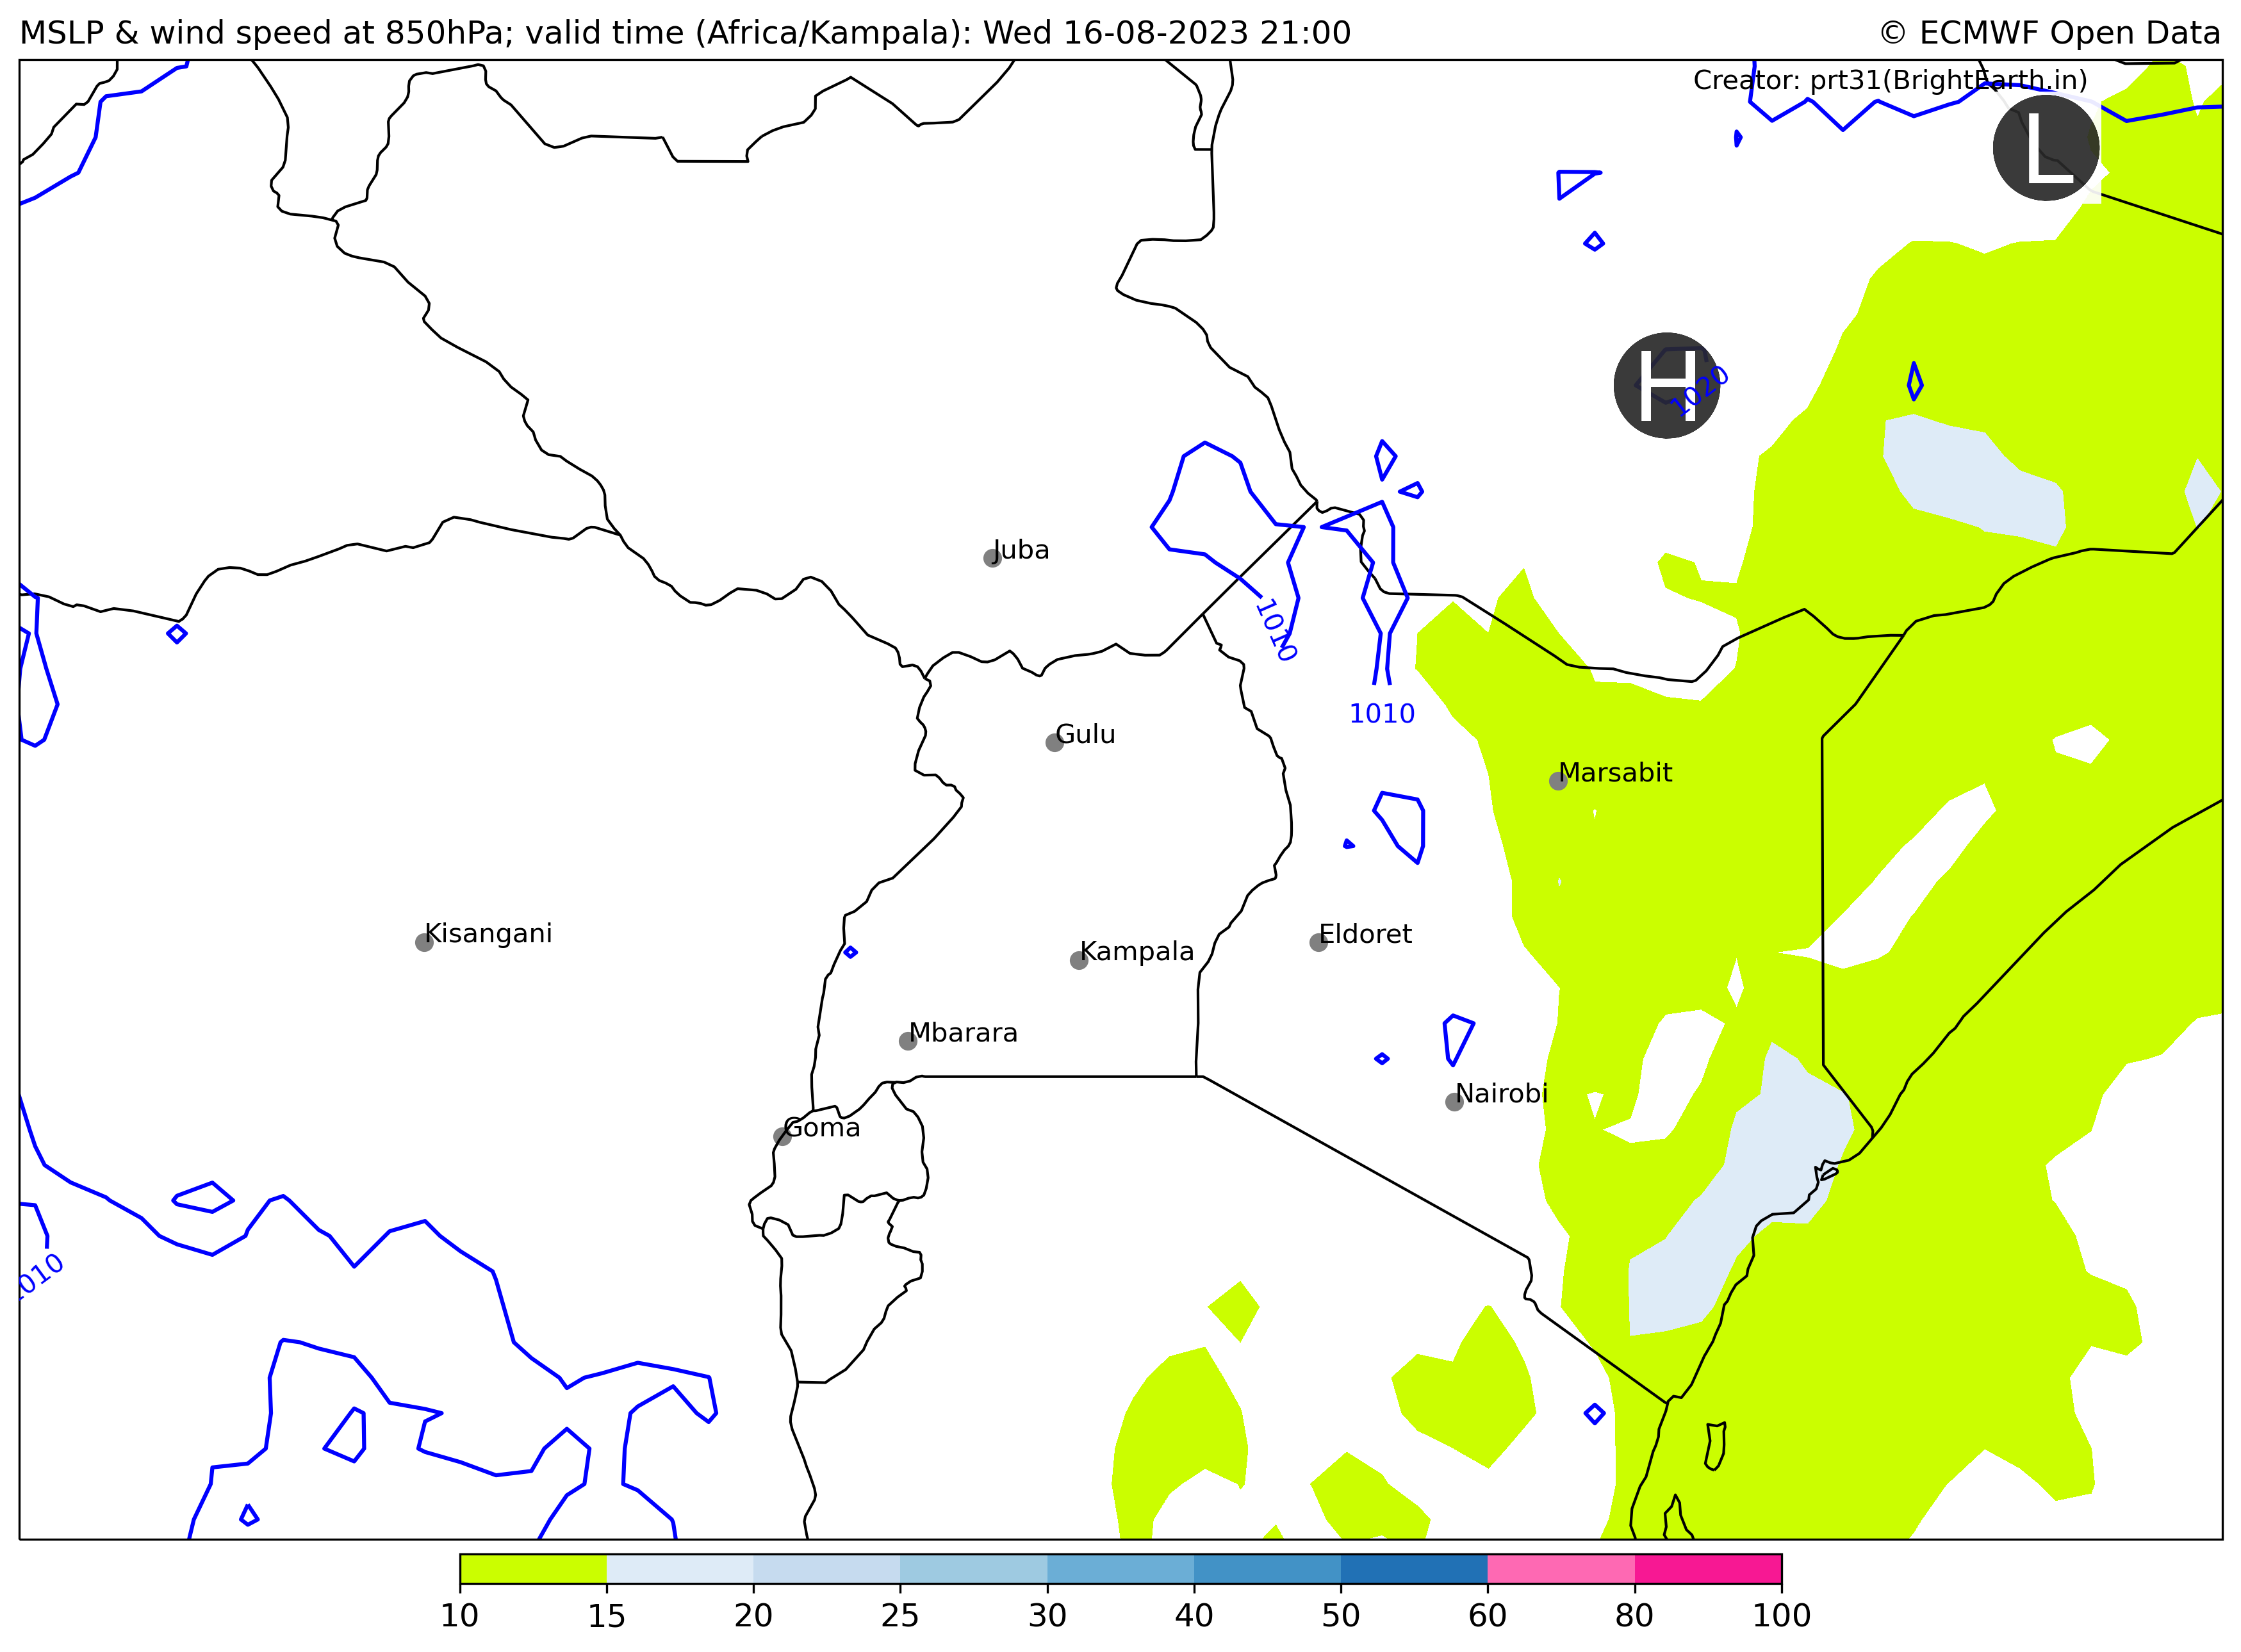 MSLP & wind speed at 850hPa; valid time (Africa/Kampala): Wed 16-08-2023 21:00
© ECMWF Open Data
Creator: prt31(BrightEarth.in)
L
H
1020
Juba
1010
1010
Gulu
Marsabit
Kisangani
Eldoret
Kampala
Mbarara
Nairobi
Goma
1010
10 15 20 25 30 40 50 60 80 100